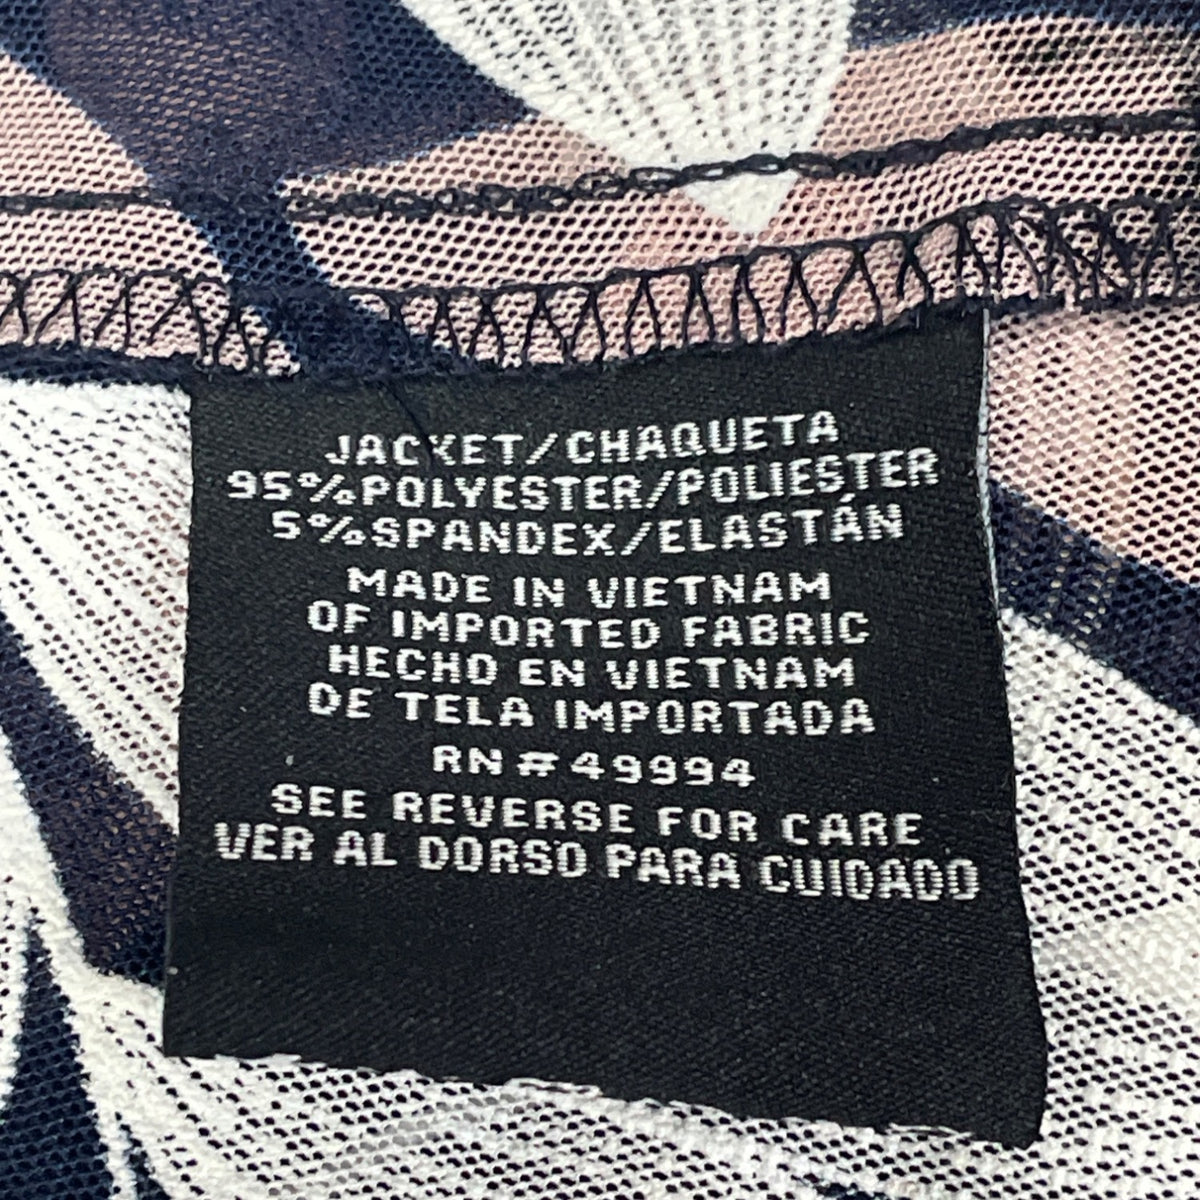 JACKET/CHAQUETA
95%POLYESTER/POLIESTER
5%SPANDEX/ELASTÁN
MADE IN VIETNAM
OF IMPORTED FABRIC
HECHO EN VIETNAM
DE TELA IMPORTADA
RN#49994
SEE REVERSE FOR CARE
VER AL DORSO PARA CUIDADO